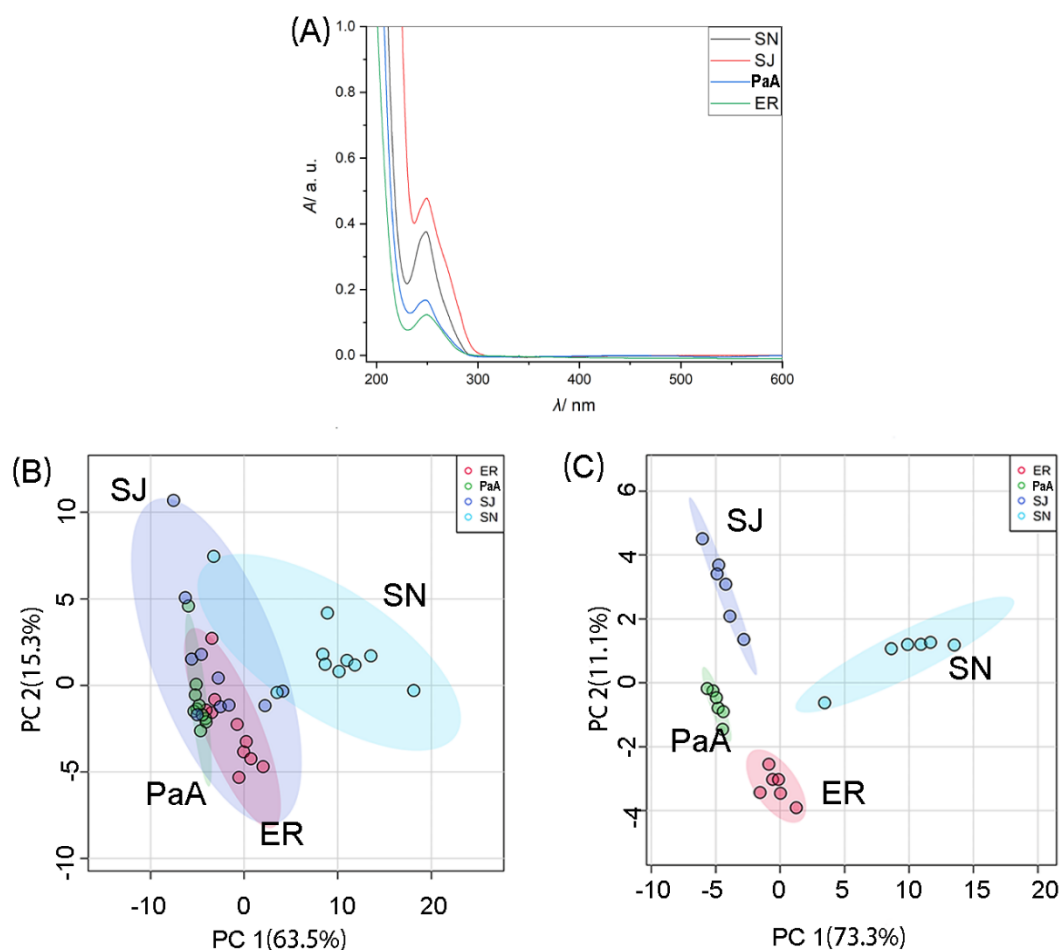 (A)
1.0
0.8
0.6
0.4
0.2
0.0
A/ a. u.
SN
SJ
PaA
ER
200
300
400
500
600
λ/ nm
(B)
10
5
0
-5
-10
PC 2(15.3%)
SJ
SN
PaA
ER
ER
PaA
SJ
SN
-10
0
10
20
PC 1(63.5%)
(C)
6
4
2
0
-2
-4
PC 2(11.1%)
SJ
SN
PaA
ER
ER
PaA
SJ
SN
-10
-5
0
5
10
15
20
PC 1(73.3%)